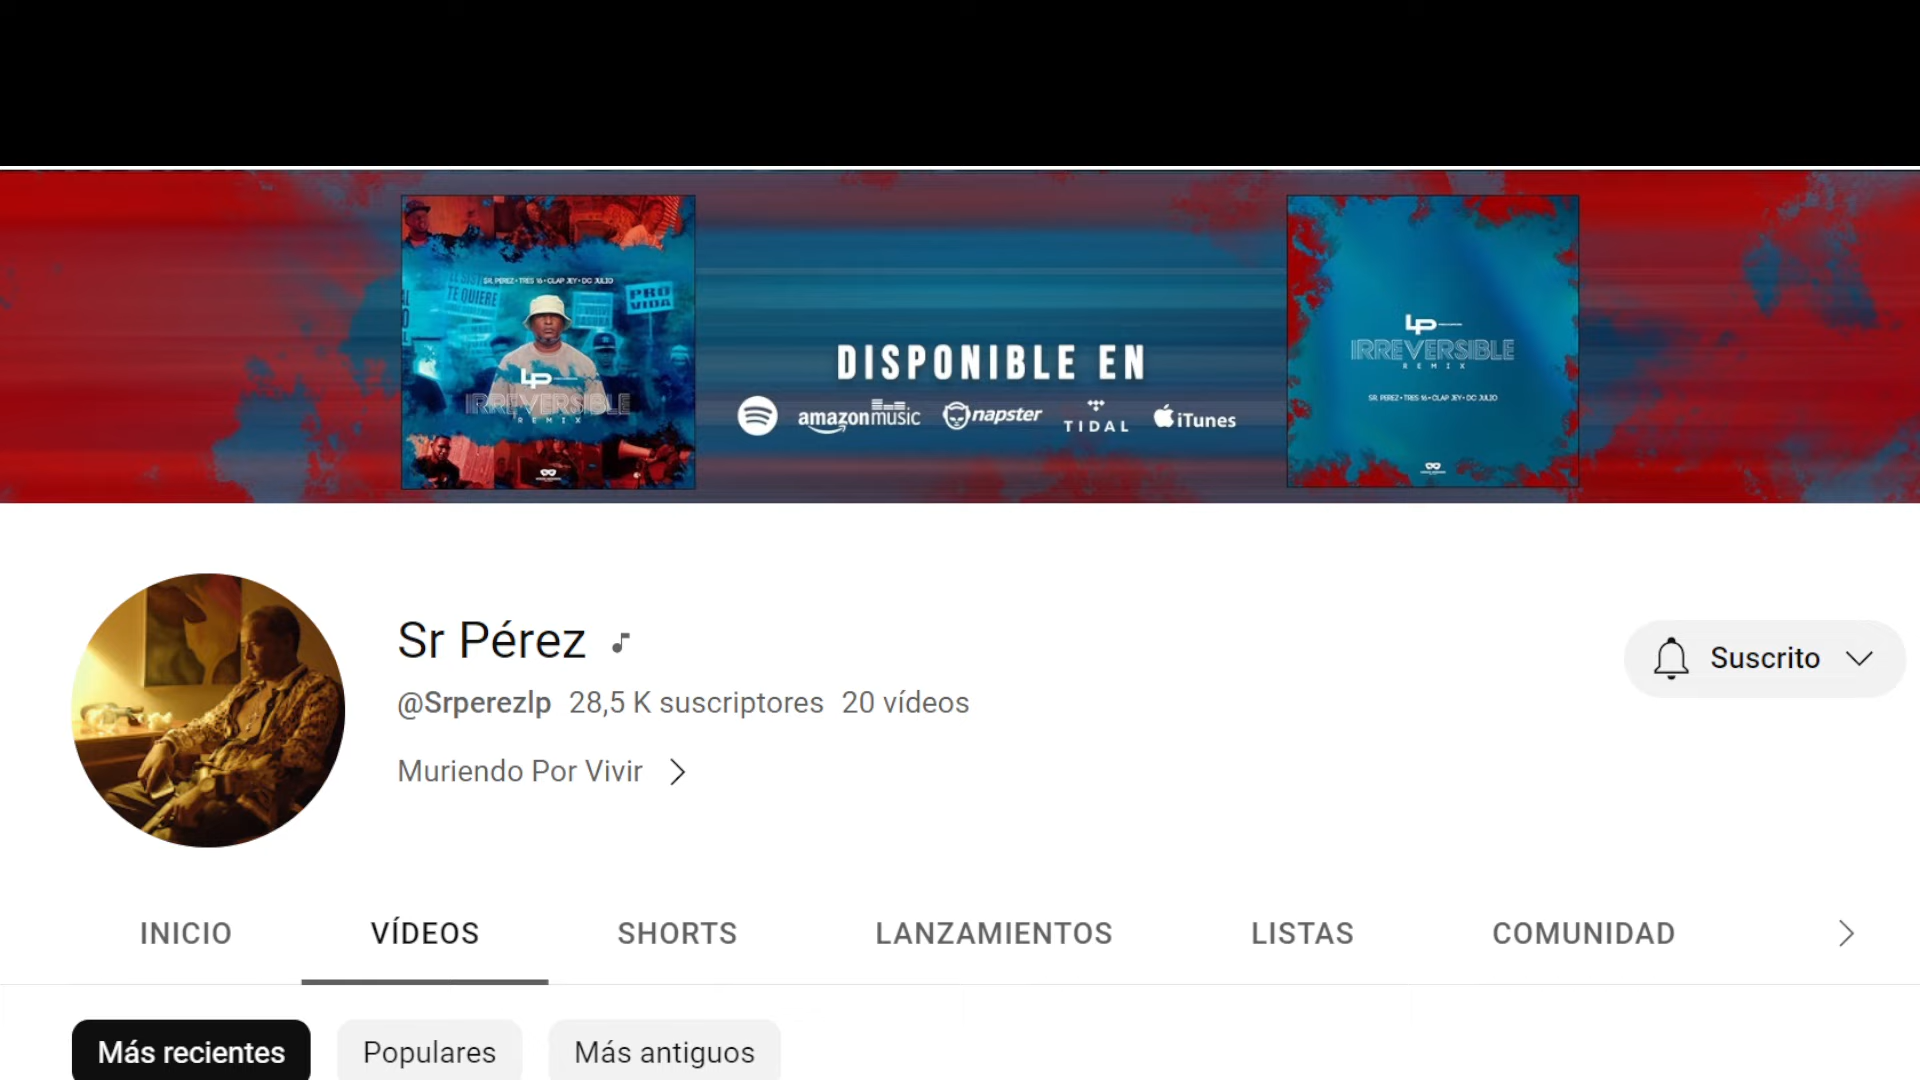 SR. PEREZ • TRES 16 • CLAP JEY • DC JULIO
TE QUIERE
PRO
VIDA
LP
IRREVERSIBLE
REMIX
DISPONIBLE EN
amazon music
napster
TIDAL
iTunes
LP
IRREVERSIBLE
REMIX
SR. PEREZ • TRES 16 • CLAP JEY • DC JULIO
Sr Pérez
@Srperezlp 28,5 K suscriptores 20 vídeos
Muriendo Por Vivir
Suscrito
INICIO VÍDEOS SHORTS LANZAMIENTOS LISTAS COMUNIDAD
Más recientes Populares Más antiguos